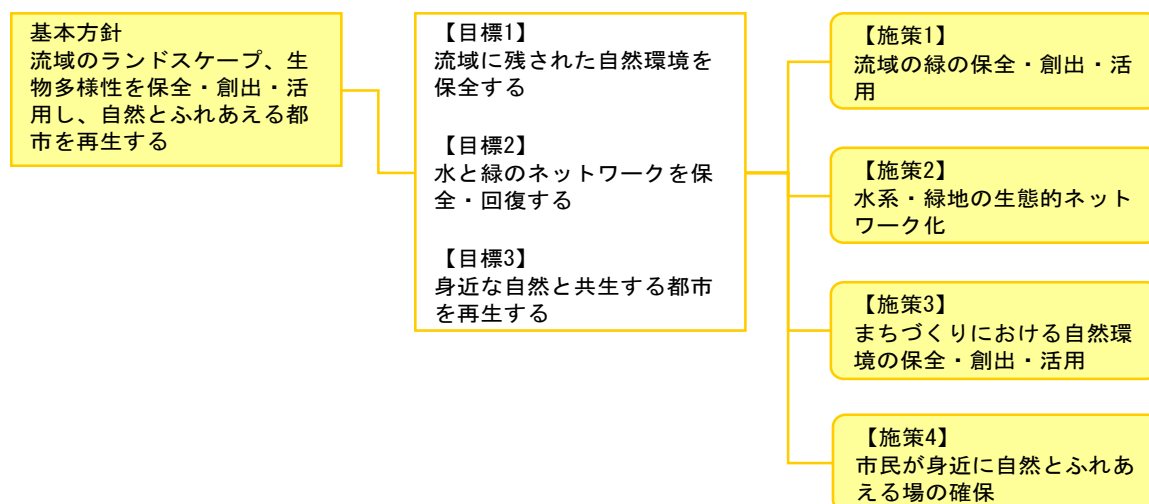 基本方針
流域のランドスケープ、生
物多様性を保全・創出・活
用し、自然とふれあえる都
市を再生する
【目標1】
流域に残された自然環境を
保全する
【目標2】
水と緑のネットワークを保
全・回復する
【目標3】
身近な自然と共生する都市
を再生する
【施策1】
流域の緑の保全・創出・活
用
【施策2】
水系・緑地の生態的ネット
ワーク化
【施策3】
まちづくりにおける自然環
境の保全・創出・活用
【施策4】
市民が身近に自然とふれあ
える場の確保